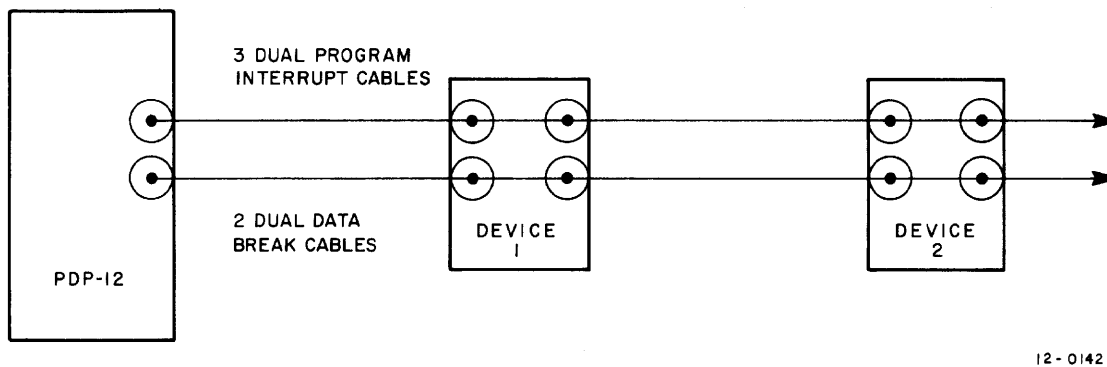 3 DUAL PROGRAM
INTERRUPT CABLES
2 DUAL DATA
BREAK CABLES
PDP-12
DEVICE
1
DEVICE
2
12-0142